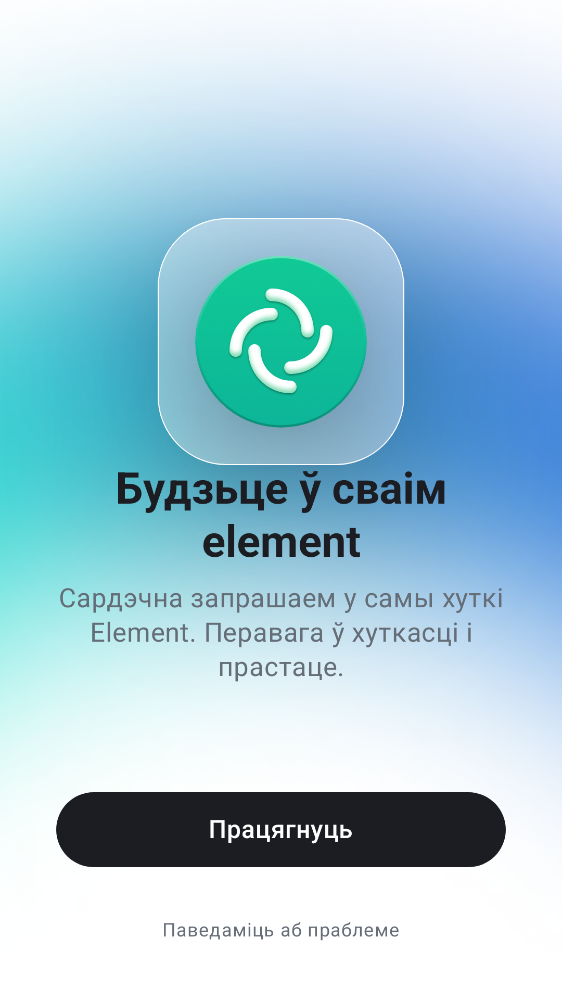 Будзьце ў сваім
element
Сардэчна запрашаем у самы хуткі
Element. Перавага ў хуткасці і
прастаце.
Працягнуць
Паведаміць аб праблеме